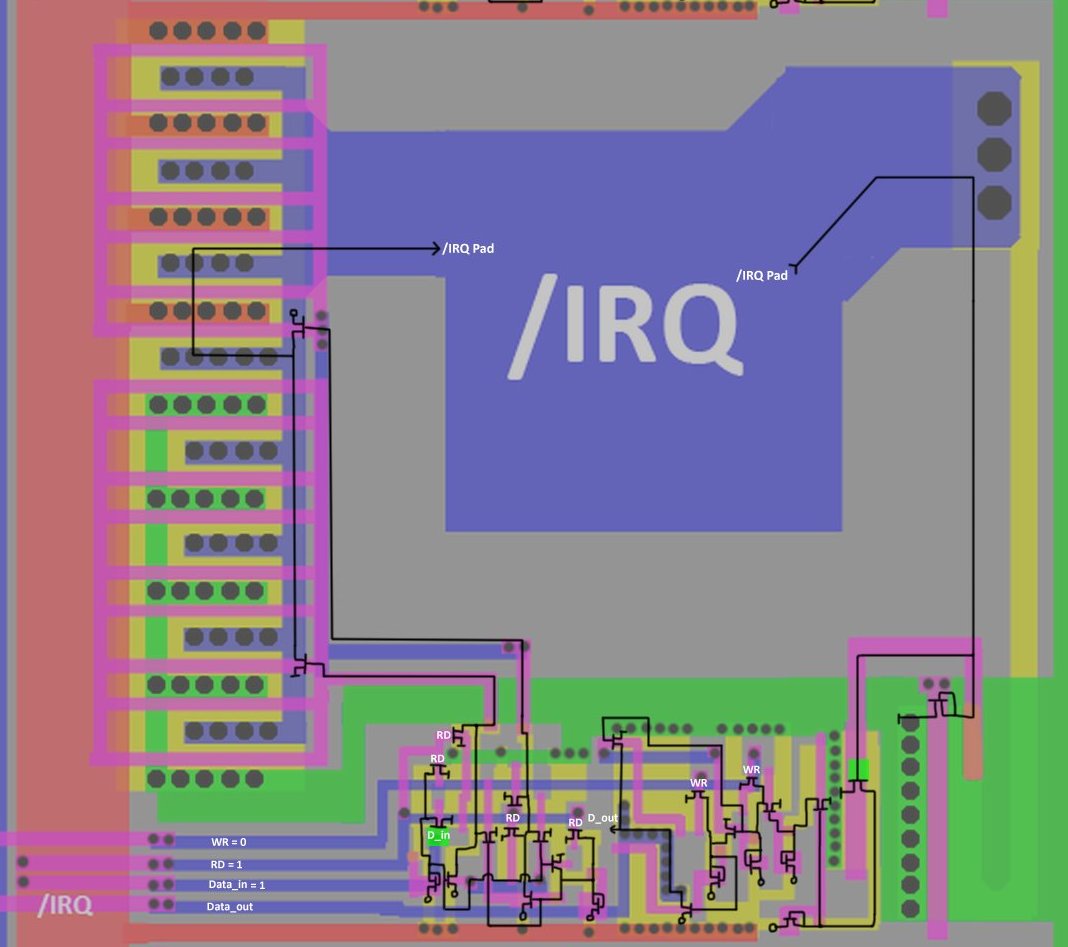 /IRQ Pad
/IRQ Pad
/IRQ
RD
RD
WR
WR
RD
RD
D_out
D_in
WR = 0
RD = 1
Data_in = 1
Data_out
/IRQ